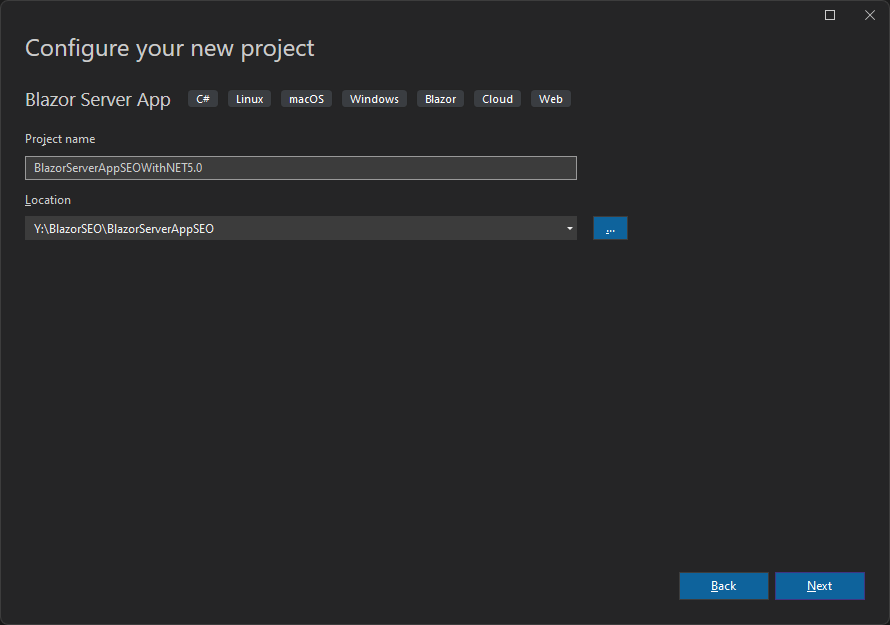 Configure your new project
Blazor Server App C# Linux macOS Windows Blazor Cloud Web
Project name
BlazorServerAppSEOWithNET5.0
Location
Y:\BlazorSEO\BlazorServerAppSEO
...
Back Next